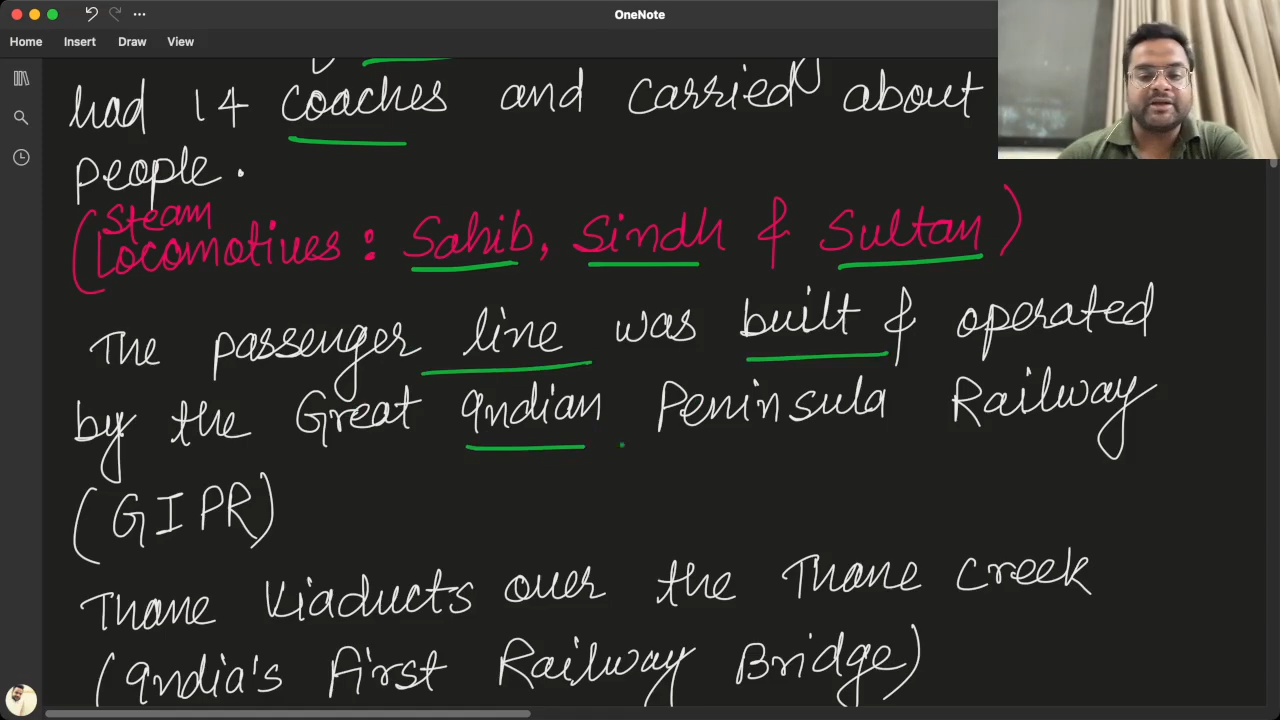 OneNote
Home Insert Draw View
had 14 coaches and carried about
people.
(Steam
Locomotives: Sahib, Sindh & Sultan)
The passenger line was built & operated
by the Great Indian Peninsula Railway
(GIPR)
Thane Viaducts over the Thane Creek
(India's First Railway Bridge)